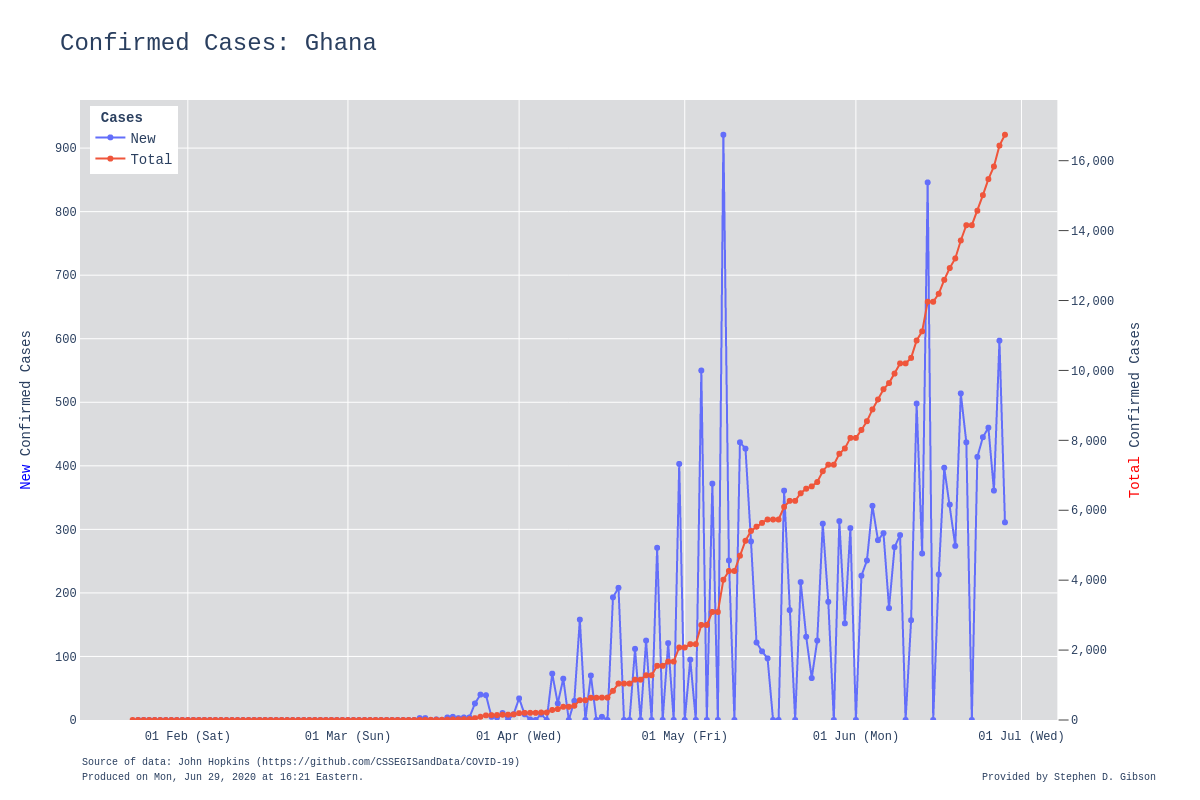 Confirmed Cases: Ghana
Cases
New
Total
900
800
700
600
500
400
300
200
100
0
New Confirmed Cases
16,000
14,000
12,000
10,000
8,000
6,000
4,000
2,000
0
Total Confirmed Cases
01 Feb (Sat)
01 Mar (Sun)
01 Apr (Wed)
01 May (Fri)
01 Jun (Mon)
01 Jul (Wed)
Source of data: John Hopkins (https://github.com/CSSEGISandData/COVID-19)
Produced on Mon, Jun 29, 2020 at 16:21 Eastern.
Provided by Stephen D. Gibson